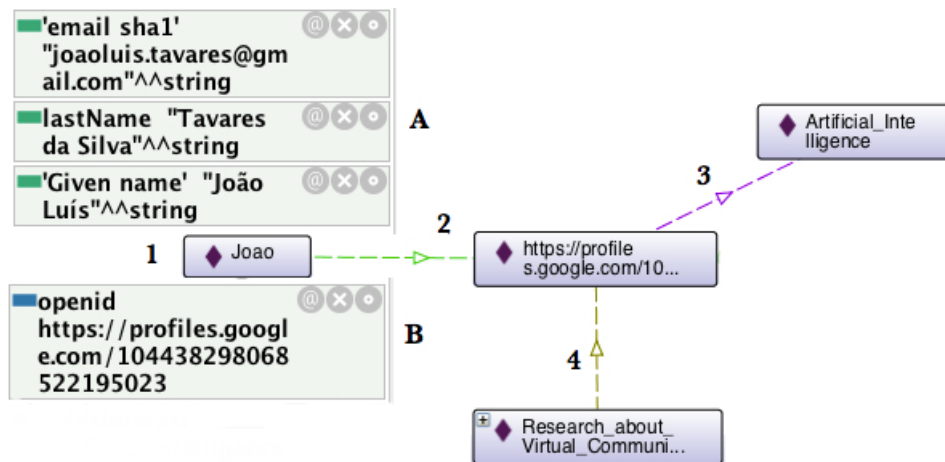 'email sha1'
"joaoluis.tavares@gm
ail.com"^^string
lastName "Tavares
da Silva"^^string
'Given name' "João
Luís"^^string
A
Artificial_Inte
lligence
3
2
1
Joao
https://profile
s.google.com/10...
openid
https://profiles.googl
e.com/104438298068
522195023
B
4
Research_about_
Virtual_Communi...